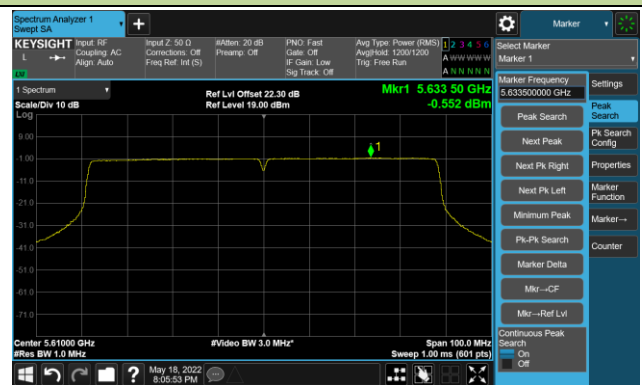 Spectrum Analyzer 1
Swept SA
Marker
KEYSIGHT
L
Input: RF
Coupling: AC
Align: Auto
Input Z: 50 Ω
Corrections: Off
Freq Ref: Int (S)
#Atten: 20 dB
Preamp: Off
PNO: Fast
Gate: Off
IF Gain: Low
Sig Track: Off
Avg Type: Power (RMS)
Avg|Hold: 1200/1200
Trig: Free Run
1 2 3 4 5 6
A W W W W W
A N N N N N
Select Marker
Marker 1
1 Spectrum
Scale/Div 10 dB
Log
Ref Lvl Offset 22.30 dB
Ref Level 19.00 dBm
Mkr1 5.633 50 GHz
-0.552 dBm
9.00
-1.00
-11.0
-21.0
-31.0
-41.0
-51.0
-61.0
-71.0
1
Center 5.61000 GHz
#Res BW 1.0 MHz
#Video BW 3.0 MHz*
Span 100.0 MHz
Sweep 1.00 ms (601 pts)
Marker Frequency
5.633500000 GHz
Peak Search
Next Peak
Next Pk Right
Next Pk Left
Minimum Peak
Pk-Pk Search
Marker Delta
Mkr→CF
Mkr→Ref Lvl
Continuous Peak
Search
On
Off
Settings
Peak
Search
Pk Search
Config
Properties
Marker
Function
Marker→
Counter
?
May 18, 2022
8:05:53 PM